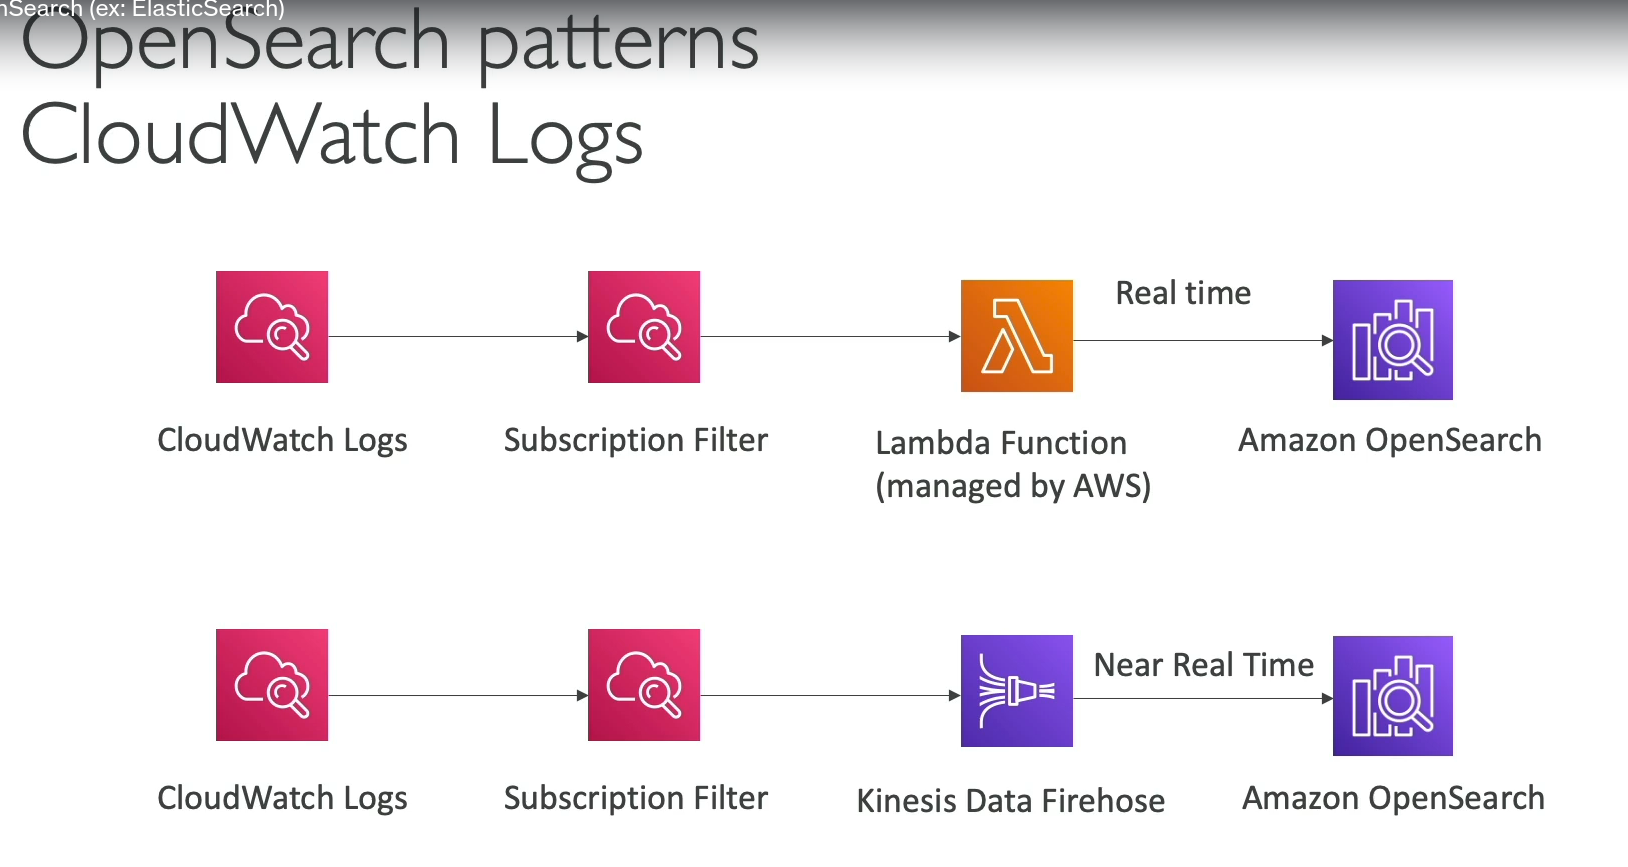 nSearch (ex: ElasticSearch)
OpenSearch patterns
CloudWatch Logs
Real time
CloudWatch Logs
Subscription Filter
Lambda Function
(managed by AWS)
Amazon OpenSearch
Near Real Time
CloudWatch Logs
Subscription Filter
Kinesis Data Firehose
Amazon OpenSearch